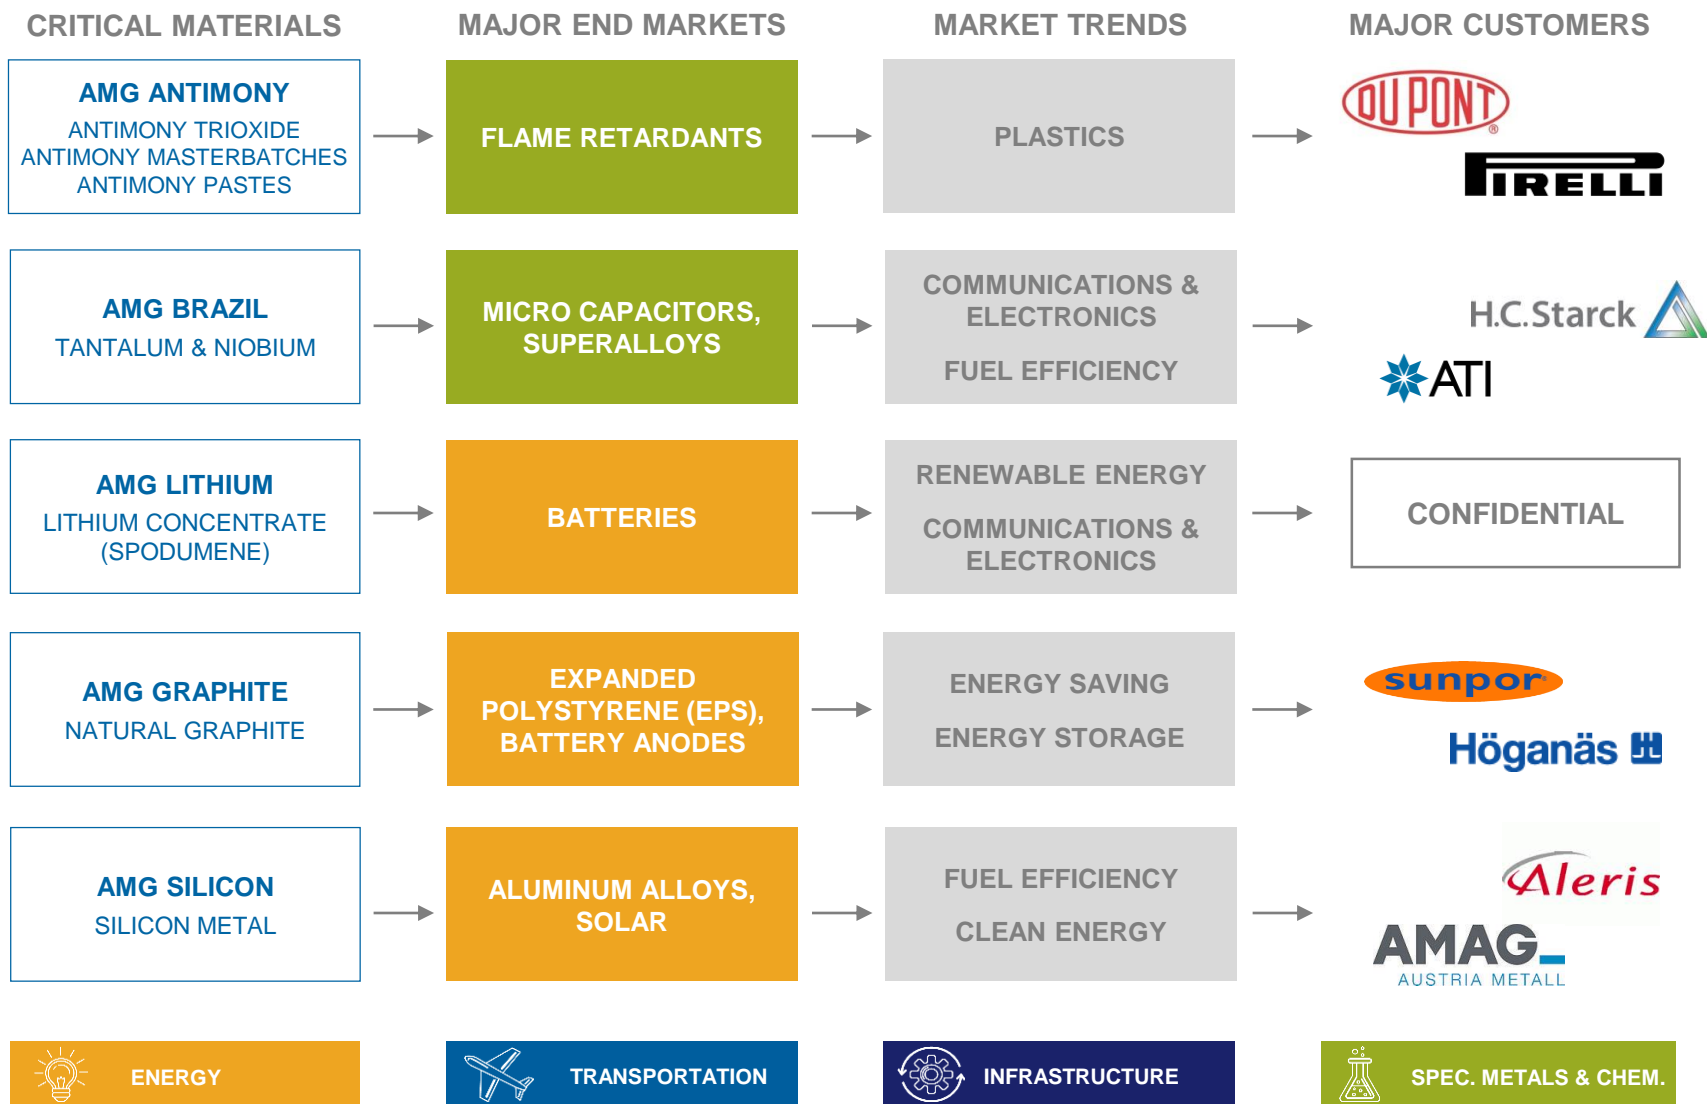 CRITICAL MATERIALS
MAJOR END MARKETS
MARKET TRENDS
MAJOR CUSTOMERS
AMG ANTIMONY
ANTIMONY TRIOXIDE
ANTIMONY MASTERBATCHES
ANTIMONY PASTES
FLAME RETARDANTS
PLASTICS
DU PONT
®
PIRELLI
AMG BRAZIL
TANTALUM & NIOBIUM
MICRO CAPACITORS,
SUPERALLOYS
COMMUNICATIONS &
ELECTRONICS
FUEL EFFICIENCY
H.C.Starck
ATI
AMG LITHIUM
LITHIUM CONCENTRATE
(SPODUMENE)
BATTERIES
RENEWABLE ENERGY
COMMUNICATIONS &
ELECTRONICS
CONFIDENTIAL
AMG GRAPHITE
NATURAL GRAPHITE
EXPANDED
POLYSTYRENE (EPS),
BATTERY ANODES
ENERGY SAVING
ENERGY STORAGE
sunpor®
Höganäs
AMG SILICON
SILICON METAL
ALUMINUM ALLOYS,
SOLAR
FUEL EFFICIENCY
CLEAN ENERGY
Aleris
AMAG
AUSTRIA METALL
ENERGY
TRANSPORTATION
INFRASTRUCTURE
SPEC. METALS & CHEM.